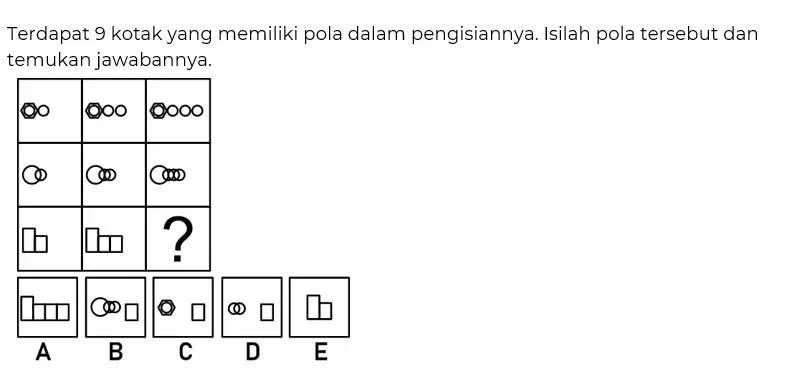 Terdapat 9 kotak yang memiliki pola dalam pengisiannya. Isilah pola tersebut dan
temukan jawabannya.
?
A B C D E